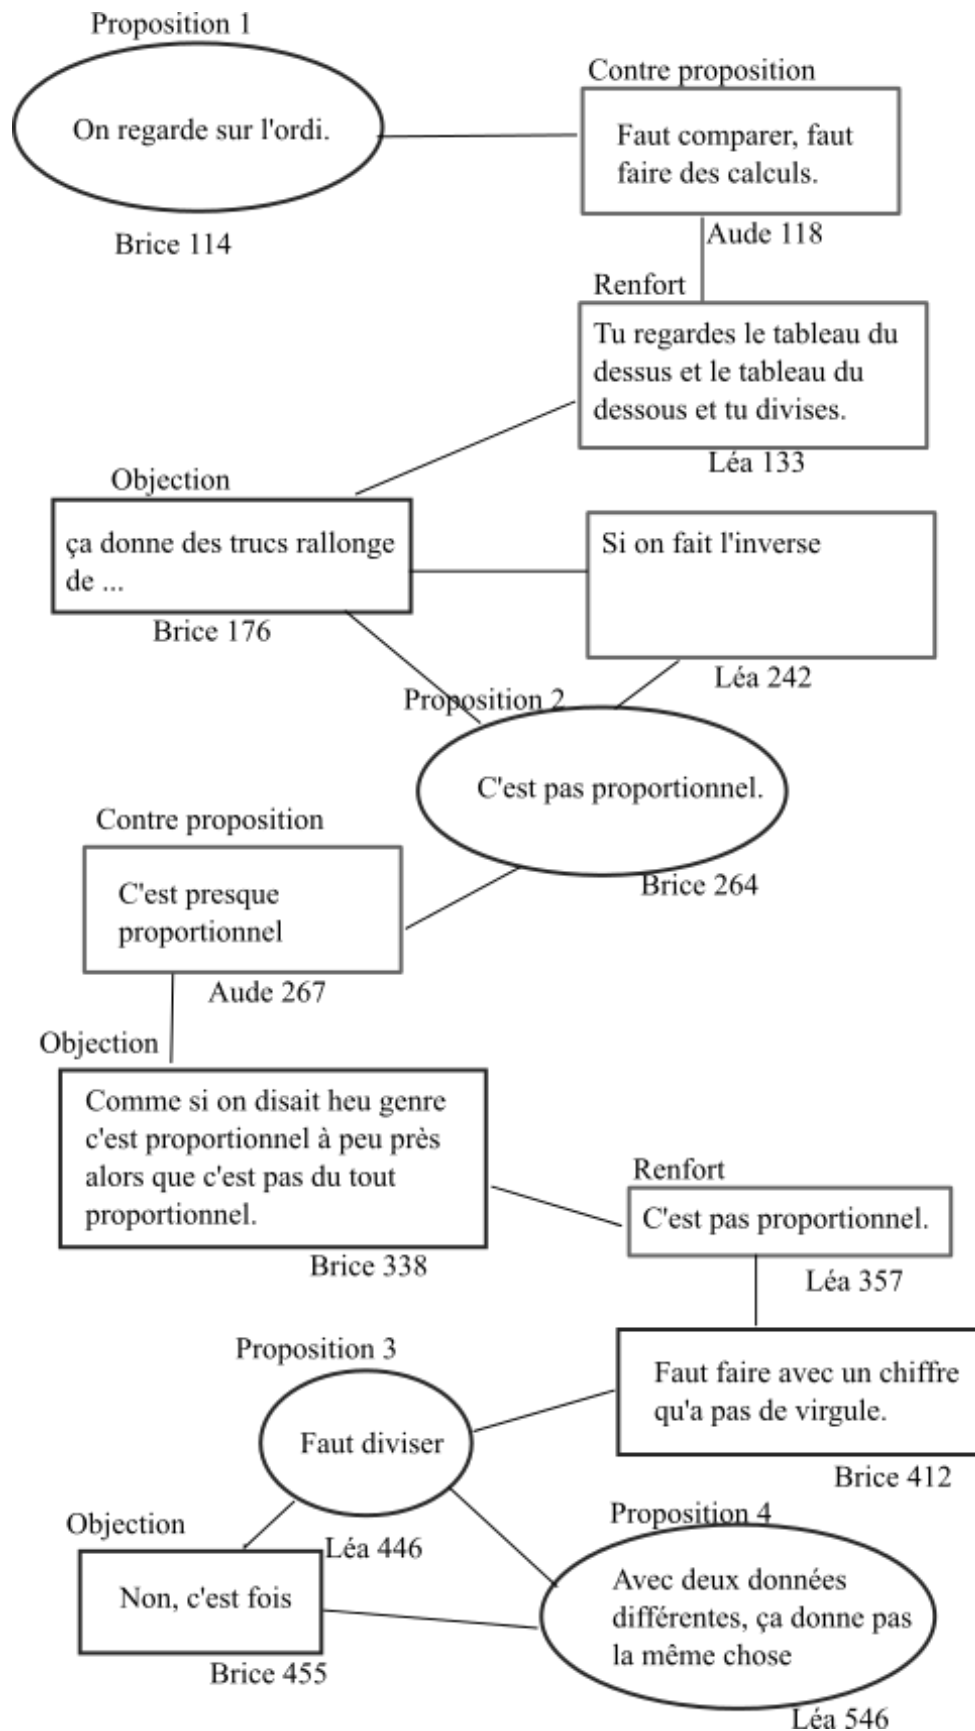 Proposition 1
On regarde sur l'ordi.
Brice 114
Contre proposition
Faut comparer, faut
faire des calculs.
Aude 118
Renfort
Tu regardes le tableau du
dessus et le tableau du
dessous et tu divises.
Léa 133
Objection
ça donne des trucs rallonge
de ...
Brice 176
Si on fait l'inverse
Léa 242
Proposition 2
C'est pas proportionnel.
Brice 264
Contre proposition
C'est presque
proportionnel
Aude 267
Objection
Comme si on disait heu genre
c'est proportionnel à peu près
alors que c'est pas du tout
proportionnel.
Brice 338
Renfort
C'est pas proportionnel.
Léa 357
Faut faire avec un chiffre
qu'a pas de virgule.
Brice 412
Proposition 3
Faut diviser
Léa 446
Objection
Non, c'est fois
Brice 455
Proposition 4
Avec deux données
différentes, ça donne pas
la même chose
Léa 546